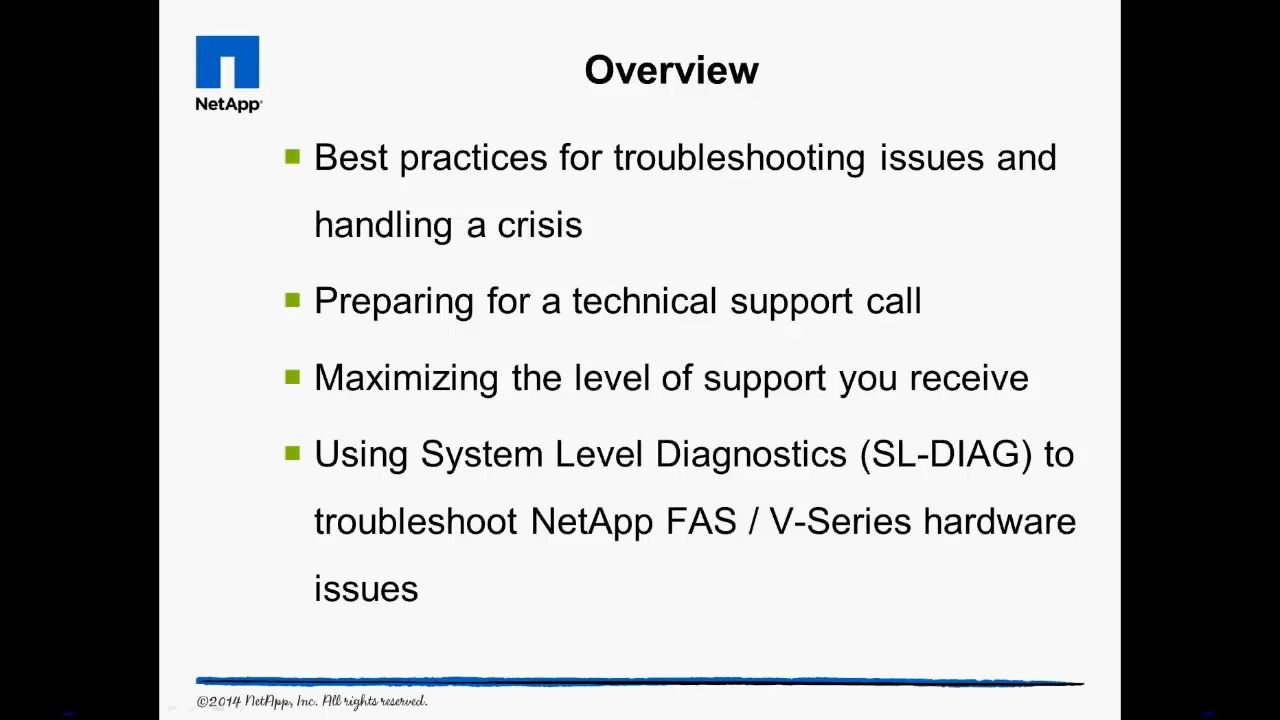 NetApp®
Overview
Best practices for troubleshooting issues and
handling a crisis
Preparing for a technical support call
Maximizing the level of support you receive
Using System Level Diagnostics (SL-DIAG) to
troubleshoot NetApp FAS / V-Series hardware
issues
©2014 NetApp, Inc. All rights reserved.